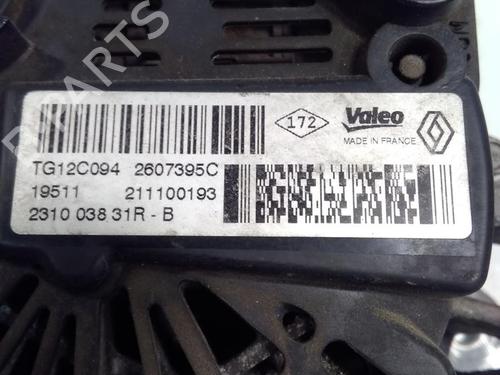 172 Valeo
MADE IN FRANCE
TG12C094 2607395C
19511 211100193
2310 038 31R - B